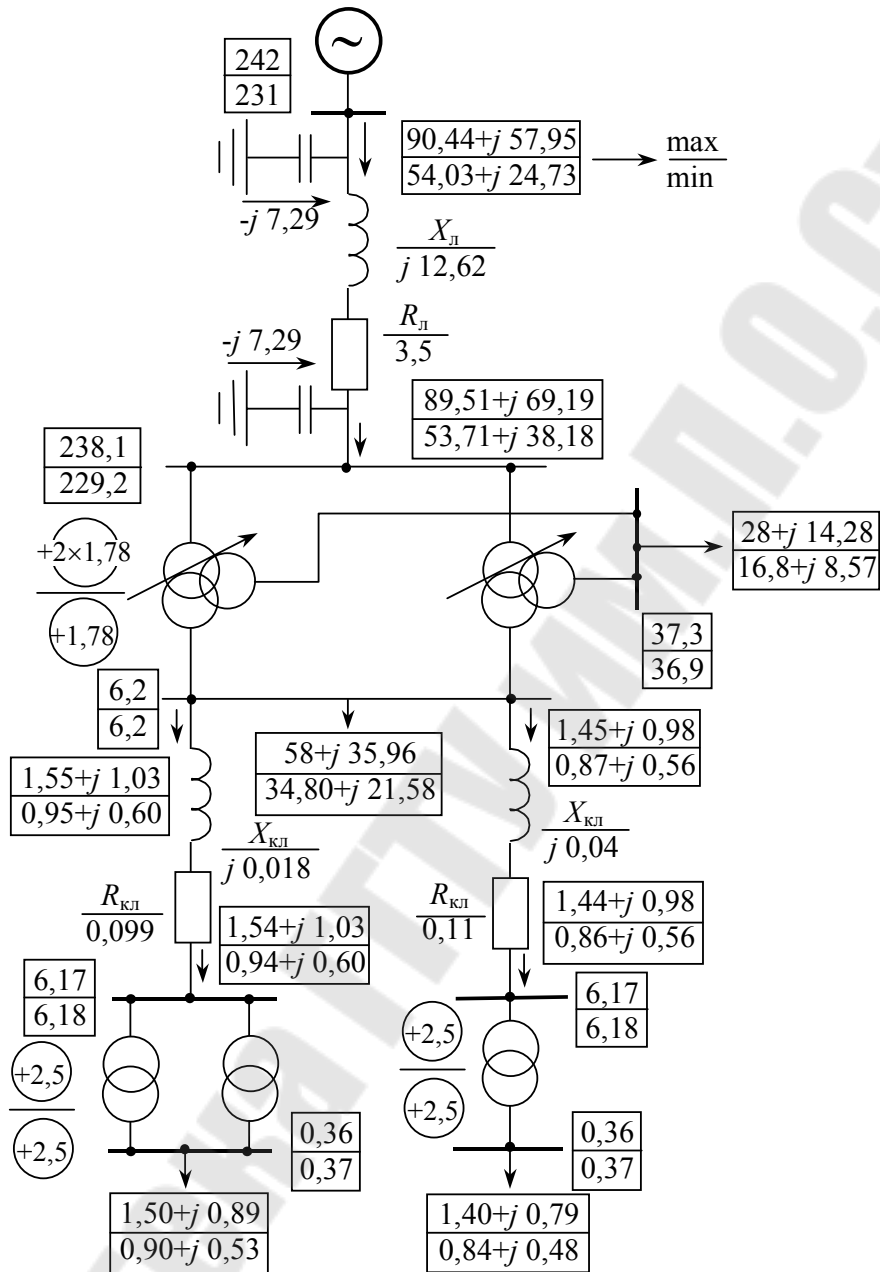 ~
242
231
90,44+j 57,95
54,03+j 24,73
max
min
-j 7,29
Xл
j 12,62
Rл
3,5
-j 7,29
89,51+j 69,19
53,71+j 38,18
238,1
229,2
+2×1,78
+1,78
28+j 14,28
16,8+j 8,57
37,3
36,9
6,2
6,2
58+j 35,96
34,80+j 21,58
1,45+j 0,98
0,87+j 0,56
1,55+j 1,03
0,95+j 0,60
Xкл
j 0,018
Xкл
j 0,04
Rкл
0,099
1,54+j 1,03
0,94+j 0,60
Rкл
0,11
1,44+j 0,98
0,86+j 0,56
6,17
6,18
6,17
6,18
+2,5
+2,5
+2,5
+2,5
0,36
0,37
0,36
0,37
1,50+j 0,89
0,90+j 0,53
1,40+j 0,79
0,84+j 0,48
ГГТУ им. П.О.С